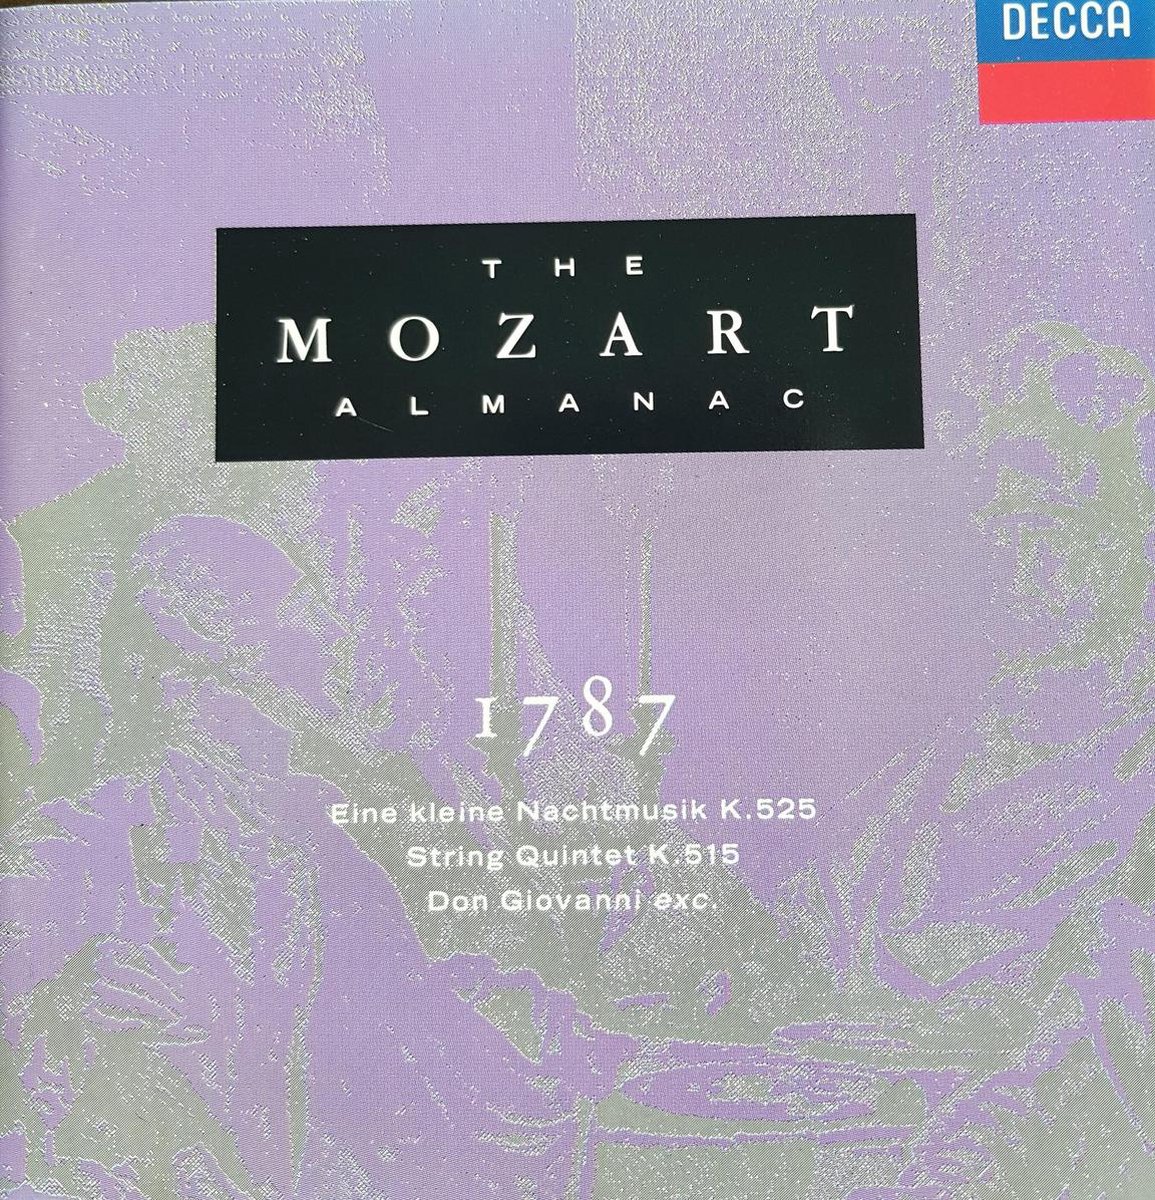 DECCA
THE
MOZART
ALMANAC
1787
Eine kleine Nachtmusik K.525
String Quintet K.515
Don Giovanni exc.